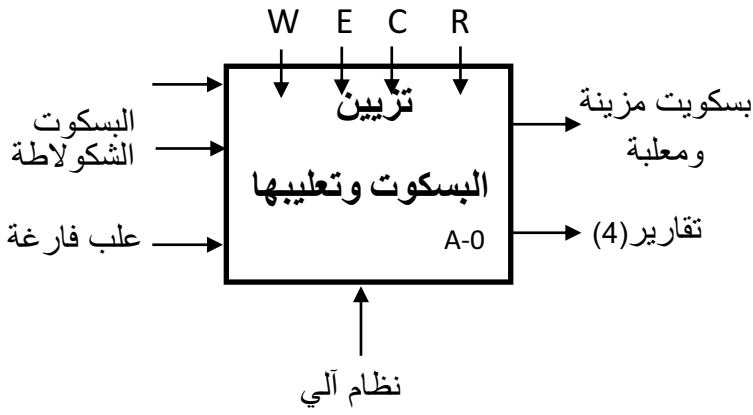 W E C R
تزيين
البسكوت وتعليبها
A-0
البسكوت
الشكولاطة
علب فارغة
بسكويت مزينة
ومعلبة
تقارير(4)
نظام آلي